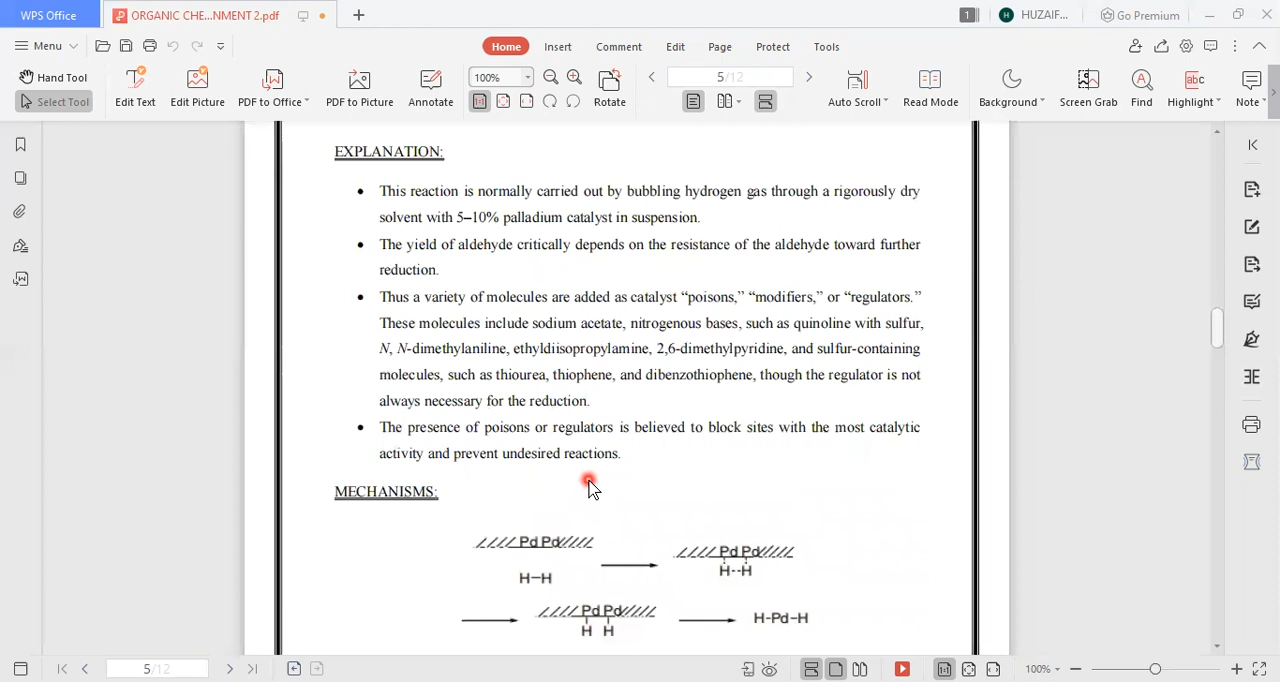 WPS Office
ORGANIC CHE...NMENT 2.pdf
1
H
HUZAIF...
Go Premium
Menu
Home
Insert
Comment
Edit
Page
Protect
Tools
Hand Tool
Select Tool
Edit Text
Edit Picture
PDF to Office
PDF to Picture
Annotate
100%
Rotate
5/12
Auto Scroll
Read Mode
Background
Screen Grab
Find
abc
Highlight
Note
EXPLANATION:
• This reaction is normally carried out by bubbling hydrogen gas through a rigorously dry
solvent with 5–10% palladium catalyst in suspension.
• The yield of aldehyde critically depends on the resistance of the aldehyde toward further
reduction.
• Thus a variety of molecules are added as catalyst “poisons,” “modifiers,” or “regulators.”
These molecules include sodium acetate, nitrogenous bases, such as quinoline with sulfur,
N, N-dimethylaniline, ethyldiisopropylamine, 2,6-dimethylpyridine, and sulfur-containing
molecules, such as thiourea, thiophene, and dibenzothiophene, though the regulator is not
always necessary for the reduction.
• The presence of poisons or regulators is believed to block sites with the most catalytic
activity and prevent undesired reactions.
MECHANISMS:
Pd Pd
H–H
Pd Pd
H--H
Pd Pd
H H
H-Pd-H
5/12
100%